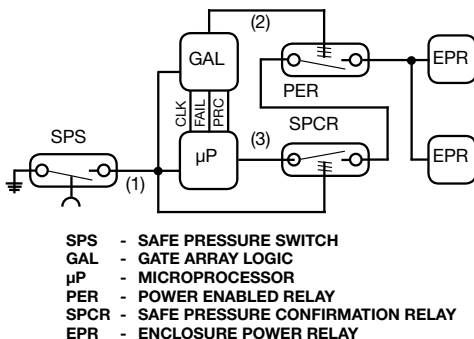 (2)
GAL
EPR
CLK
FAIL
PRC
PER
SPS
SPCR
µP
(3)
EPR
(1)
SPS - SAFE PRESSURE SWITCH
GAL - GATE ARRAY LOGIC
µP - MICROPROCESSOR
PER - POWER ENABLED RELAY
SPCR - SAFE PRESSURE CONFIRMATION RELAY
EPR - ENCLOSURE POWER RELAY